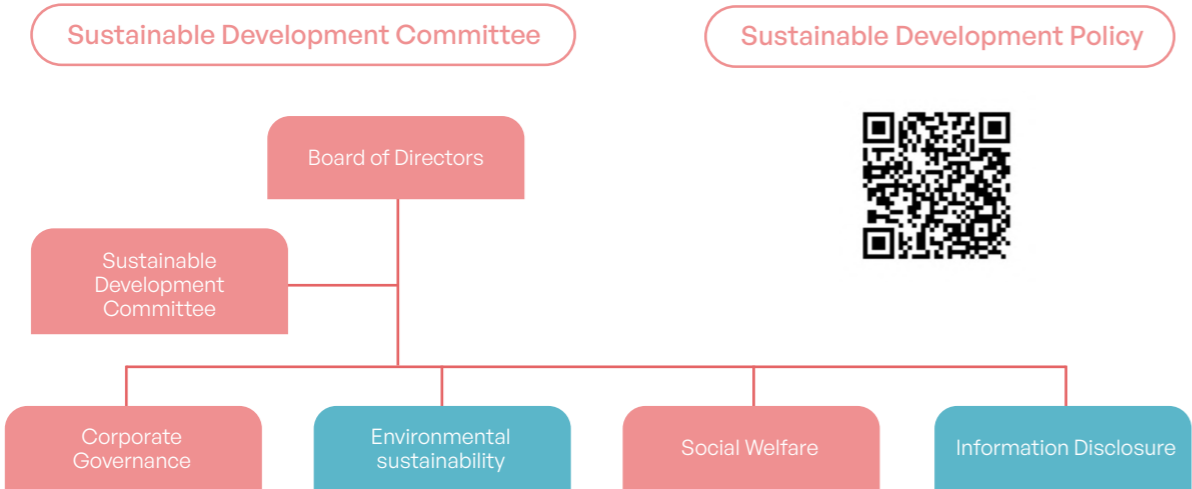 Sustainable Development Committee
Sustainable Development Policy
Board of Directors
Sustainable
Development
Committee
Corporate
Governance
Environmental
sustainability
Social Welfare
Information Disclosure